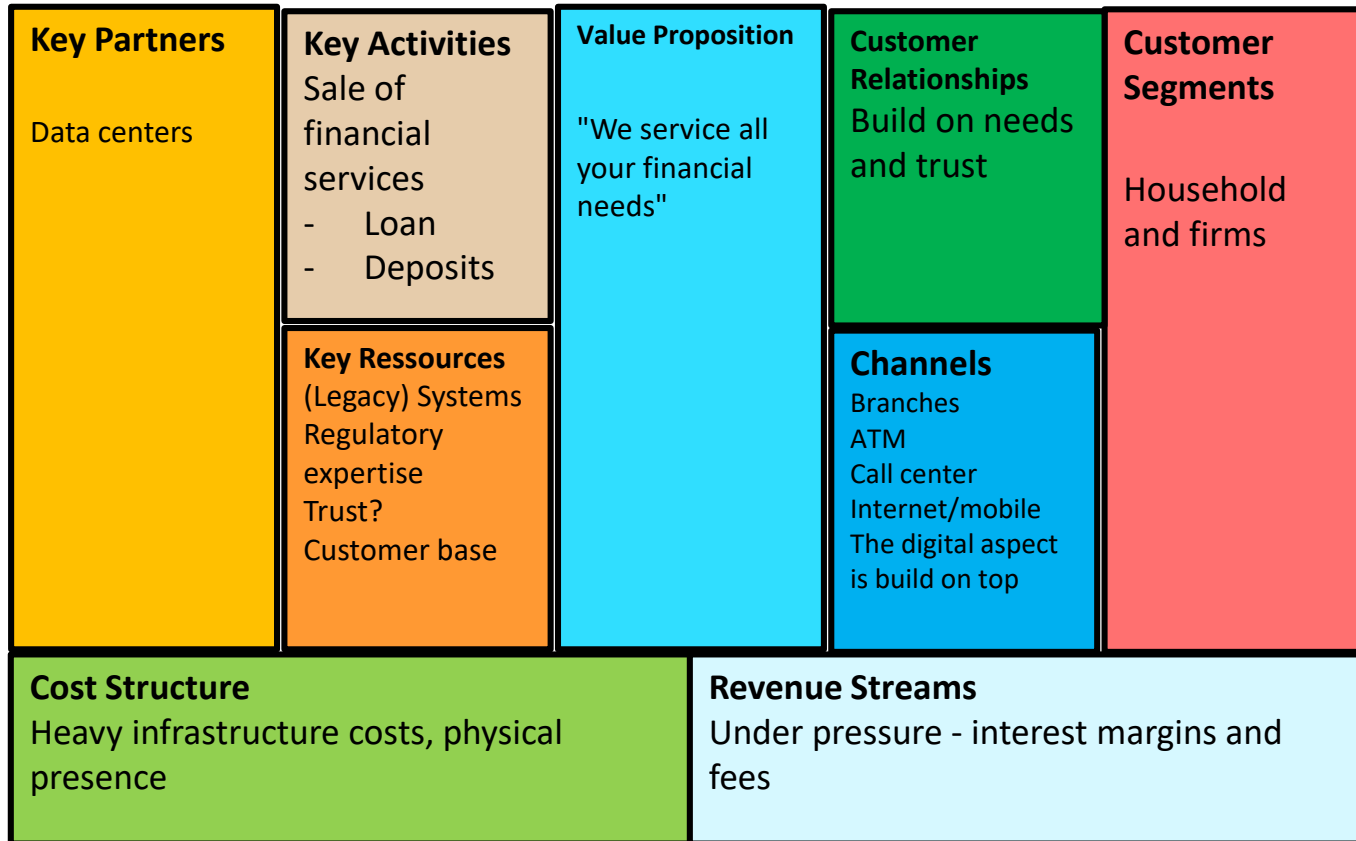 Key Partners
Data centers
Key Activities
Sale of
financial
services
- Loan
- Deposits
Key Ressources
(Legacy) Systems
Regulatory
expertise
Trust?
Customer base
Value Proposition
"We service all
your financial
needs"
Customer
Relationships
Build on needs
and trust
Channels
Branches
ATM
Call center
Internet/mobile
The digital aspect
is build on top
Customer
Segments
Household
and firms
Cost Structure
Heavy infrastructure costs, physical
presence
Revenue Streams
Under pressure - interest margins and
fees